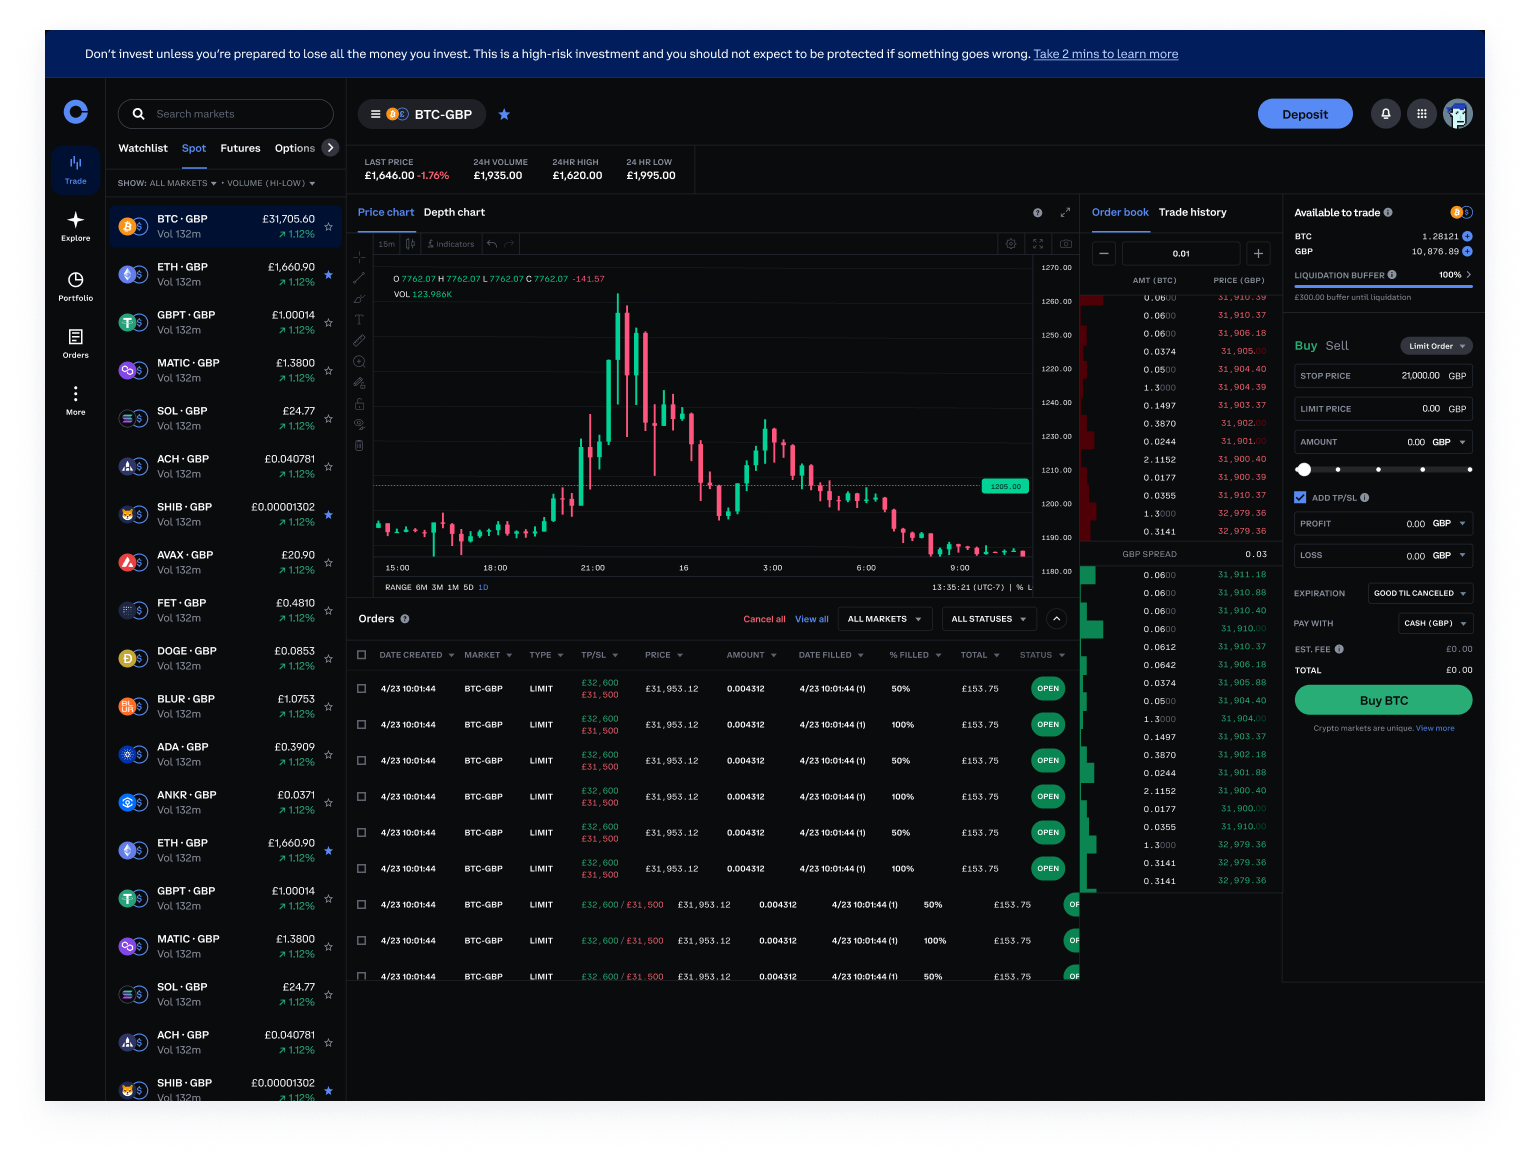 Don't invest unless you're prepared to lose all the money you invest. This is a high-risk investment and you should not expect to be protected if something goes wrong. Take 2 mins to learn more
Trade
Explore
Portfolio
Orders
More
Search markets
Watchlist Spot Futures Options
SHOW: ALL MARKETS • VOLUME (HI-LOW)
BTC · GBP £31,705.60
Vol 132m ↗ 1.12%
ETH · GBP £1,660.90
Vol 132m ↗ 1.12%
GBPT · GBP £1.00014
Vol 132m ↗ 1.12%
MATIC · GBP £1.3800
Vol 132m ↗ 1.12%
SOL · GBP £24.77
Vol 132m ↗ 1.12%
ACH · GBP £0.040781
Vol 132m ↗ 1.12%
SHIB · GBP £0.00001302
Vol 132m ↗ 1.12%
AVAX · GBP £20.90
Vol 132m ↗ 1.12%
FET · GBP £0.4810
Vol 132m ↗ 1.12%
DOGE · GBP £0.0853
Vol 132m ↗ 1.12%
BLUR · GBP £1.0753
Vol 132m ↗ 1.12%
ADA · GBP £0.3909
Vol 132m ↗ 1.12%
ANKR · GBP £0.0371
Vol 132m ↗ 1.12%
ETH · GBP £1,660.90
Vol 132m ↗ 1.12%
GBPT · GBP £1.00014
Vol 132m ↗ 1.12%
MATIC · GBP £1.3800
Vol 132m ↗ 1.12%
SOL · GBP £24.77
Vol 132m ↗ 1.12%
ACH · GBP £0.040781
Vol 132m ↗ 1.12%
SHIB · GBP £0.00001302
Vol 132m ↗ 1.12%
BTC-GBP
Deposit
LAST PRICE 24H VOLUME 24HR HIGH 24 HR LOW
£1,646.00 -1.76% £1,935.00 £1,620.00 £1,995.00
Price chart Depth chart
15m Indicators
O 7762.07 H 7762.07 L 7762.07 C 7762.07 -141.57
VOL 123.986K
1270.00
1260.00
1250.00
1220.00
1240.00
1230.00
1210.00
1205.00
1200.00
1190.00
1180.00
15:00 18:00 21:00 16 3:00 6:00 9:00
RANGE 6M 3M 1M 5D 1D 13:35:21 (UTC-7) | % L
Orders
Cancel all View all ALL MARKETS ALL STATUSES
DATE CREATED MARKET TYPE TP/SL PRICE AMOUNT DATE FILLED % FILLED TOTAL STATUS
4/23 10:01:44 BTC-GBP LIMIT £32,600 £31,500 £31,953.12 0.004312 4/23 10:01:44 (1) 50% £153.75 OPEN
4/23 10:01:44 BTC-GBP LIMIT £32,600 £31,500 £31,953.12 0.004312 4/23 10:01:44 (1) 100% £153.75 OPEN
4/23 10:01:44 BTC-GBP LIMIT £32,600 £31,500 £31,953.12 0.004312 4/23 10:01:44 (1) 50% £153.75 OPEN
4/23 10:01:44 BTC-GBP LIMIT £32,600 £31,500 £31,953.12 0.004312 4/23 10:01:44 (1) 100% £153.75 OPEN
4/23 10:01:44 BTC-GBP LIMIT £32,600 £31,500 £31,953.12 0.004312 4/23 10:01:44 (1) 50% £153.75 OPEN
4/23 10:01:44 BTC-GBP LIMIT £32,600 £31,500 £31,953.12 0.004312 4/23 10:01:44 (1) 100% £153.75 OPEN
4/23 10:01:44 BTC-GBP LIMIT £32,600 / £31,500 £31,953.12 0.004312 4/23 10:01:44 (1) 50% £153.75 OP
4/23 10:01:44 BTC-GBP LIMIT £32,600 / £31,500 £31,953.12 0.004312 4/23 10:01:44 (1) 100% £153.75 OP
4/23 10:01:44 BTC-GBP LIMIT £32,600 / £31,500 £31,953.12 0.004312 4/23 10:01:44 (1) 50% £153.75 OP
Order book Trade history
0.01
AMT (BTC) PRICE (GBP)
0.0600 31,910.39
0.0600 31,910.37
0.0600 31,906.18
0.0374 31,905.00
0.0500 31,904.40
1.3000 31,904.39
0.1497 31,903.37
0.3870 31,902.00
0.0244 31,901.00
2.1152 31,900.40
0.0177 31,900.39
0.0355 31,910.37
1.3000 32,979.36
0.3141 32,979.36
GBP SPREAD 0.03
0.0600 31,911.18
0.0600 31,910.88
0.0600 31,910.40
0.0600 31,910.00
0.0612 31,910.37
0.0642 31,906.18
0.0374 31,905.88
0.0500 31,904.40
1.3000 31,904.00
0.1497 31,903.37
0.3870 31,902.18
0.0244 31,901.88
2.1152 31,900.40
0.0177 31,900.00
0.0355 31,910.00
1.3000 32,979.36
0.3141 32,979.36
0.3141 32,979.36
Available to trade
BTC 1.28121
GBP 10,876.89
LIQUIDATION BUFFER 100%
£300.00 buffer until liquidation
Buy Sell Limit Order
STOP PRICE 21,000.00 GBP
LIMIT PRICE 0.00 GBP
AMOUNT 0.00 GBP
ADD TP/SL
PROFIT 0.00 GBP
LOSS 0.00 GBP
EXPIRATION GOOD TIL CANCELED
PAY WITH CASH (GBP)
EST. FEE £0.00
TOTAL £0.00
Buy BTC
Crypto markets are unique. View more